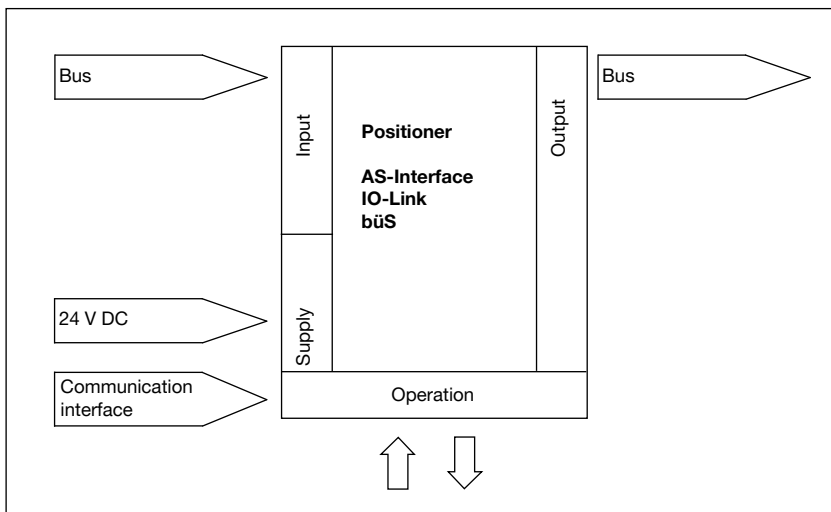 Bus
Input
Positioner
AS-Interface
IO-Link
büS
Output
Bus
24 V DC
Supply
Communication
interface
Operation